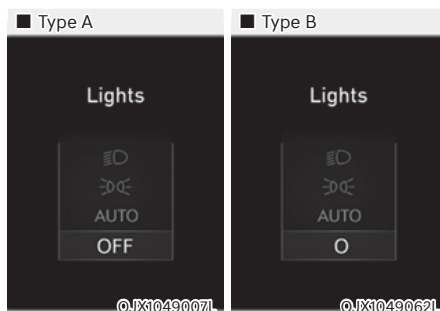 ■ Type A
Lights
AUTO
OFF
OJX1049007L
■ Type B
Lights
AUTO
O
OJX1049062L